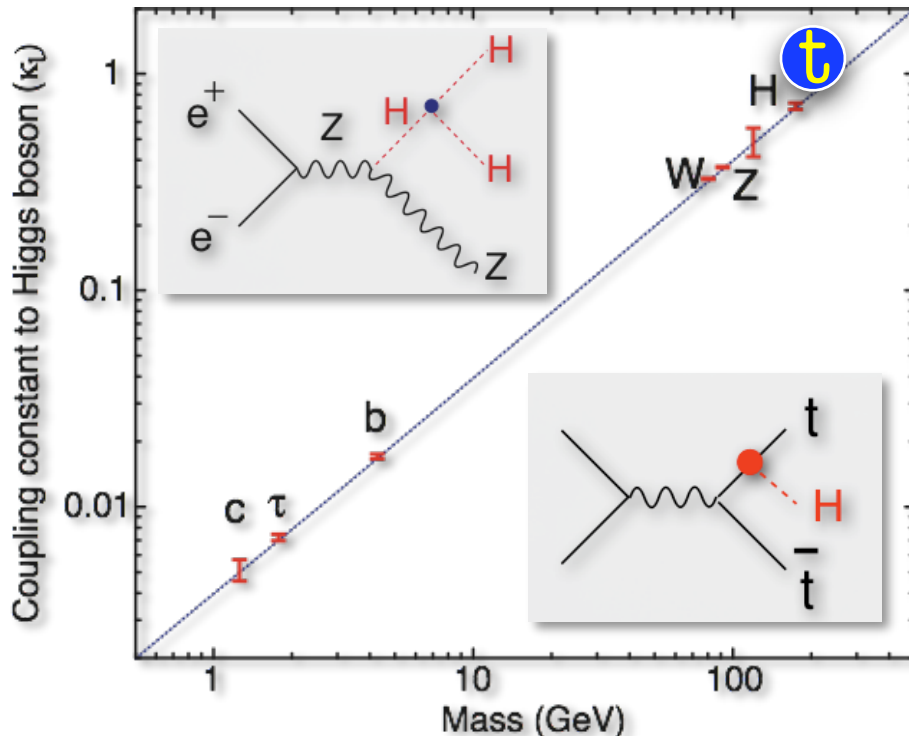 Coupling constant to Higgs boson (κᵢ)
1
0.1
0.01
e⁺
e⁻
Z
H
H
H
Z
t
H
W
Z
b
c
τ
t
H
t̅
1
10
100
Mass (GeV)